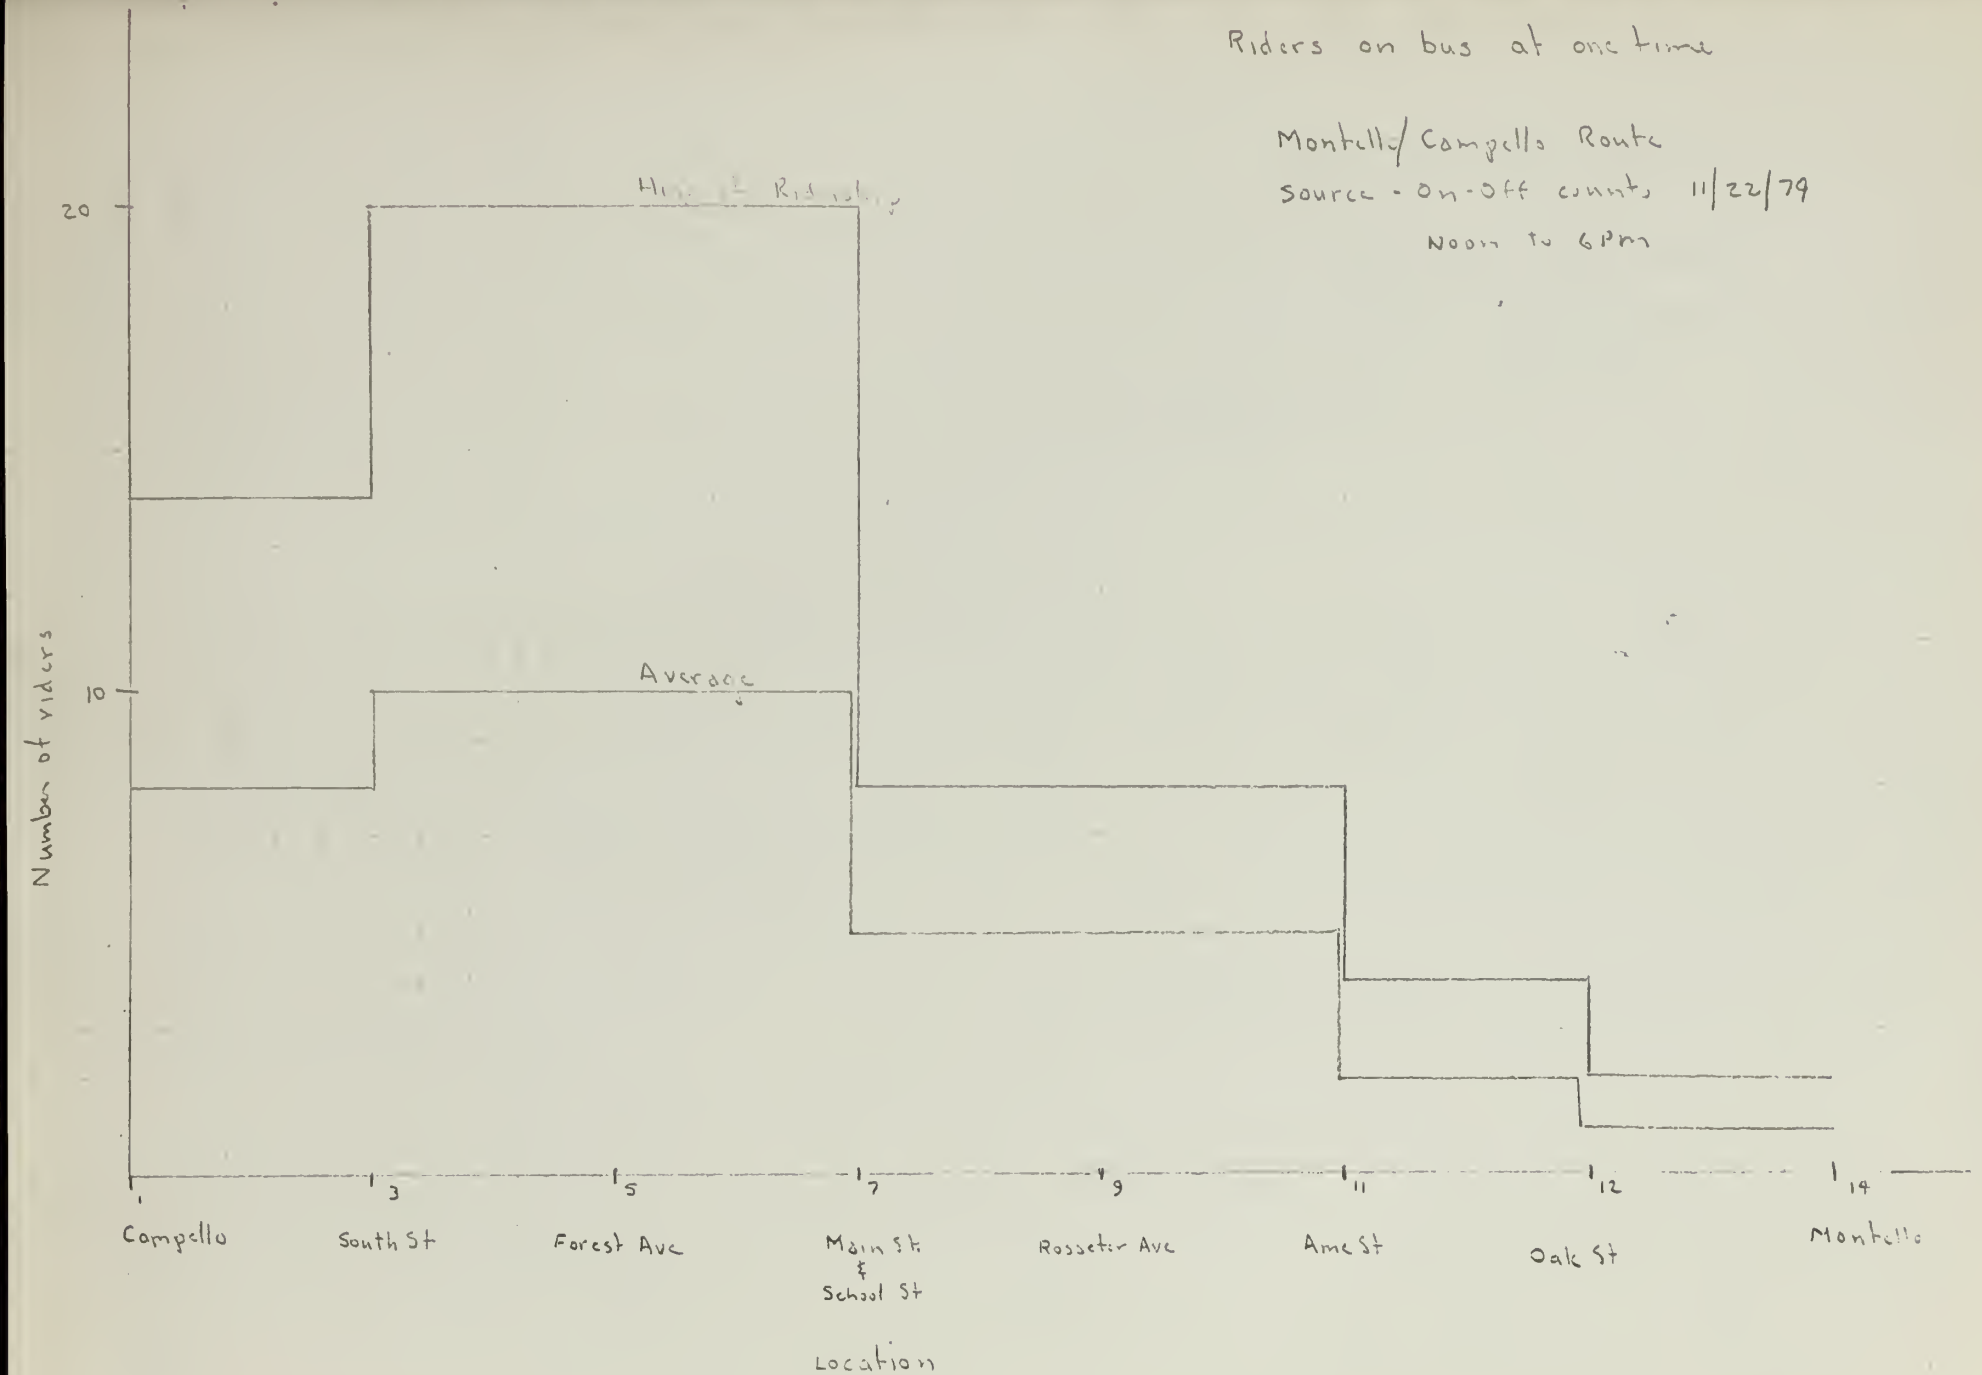 Riders on bus at one time
Montello/Campello Route
Source - On-Off counts 11/22/79
Noon to 6PM
20
Average
10
Number of riders
1 3 5 7 9 11 12 14
Campello South St Forest Ave Main St. Rosseter Ave Ame St Oak St Montello
&
School St
Location